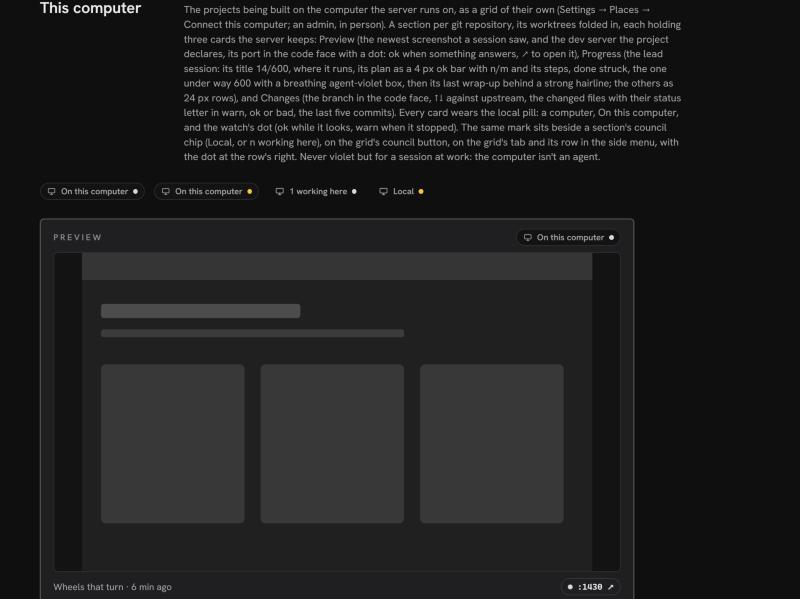 This computer
The projects being built on the computer the server runs on, as a grid of their own (Settings → Places →
Connect this computer; an admin, in person). A section per git repository, its worktrees folded in, each holding
three cards the server keeps: Preview (the newest screenshot a session saw, and the dev server the project
declares, its port in the code face with a dot: ok when something answers, ↗ to open it), Progress (the lead
session: its title 14/600, where it runs, its plan as a 4 px ok bar with n/m and its steps, done struck, the one
under way 600 with a breathing agent-violet box, then its last wrap-up behind a strong hairline; the others as
24 px rows), and Changes (the branch in the code face, ↑↓ against upstream, the changed files with their status
letter in warn, ok or bad, the last five commits). Every card wears the local pill: a computer, On this computer,
and the watch's dot (ok while it looks, warn when it stopped). The same mark sits beside a section's council
chip (Local, or n working here), on the grid's council button, on the grid's tab and its row in the side menu, with
the dot at the row's right. Never violet but for a session at work: the computer isn't an agent.
On this computer
On this computer
1 working here
Local
PREVIEW
On this computer
Wheels that turn · 6 min ago
:1430 ↗